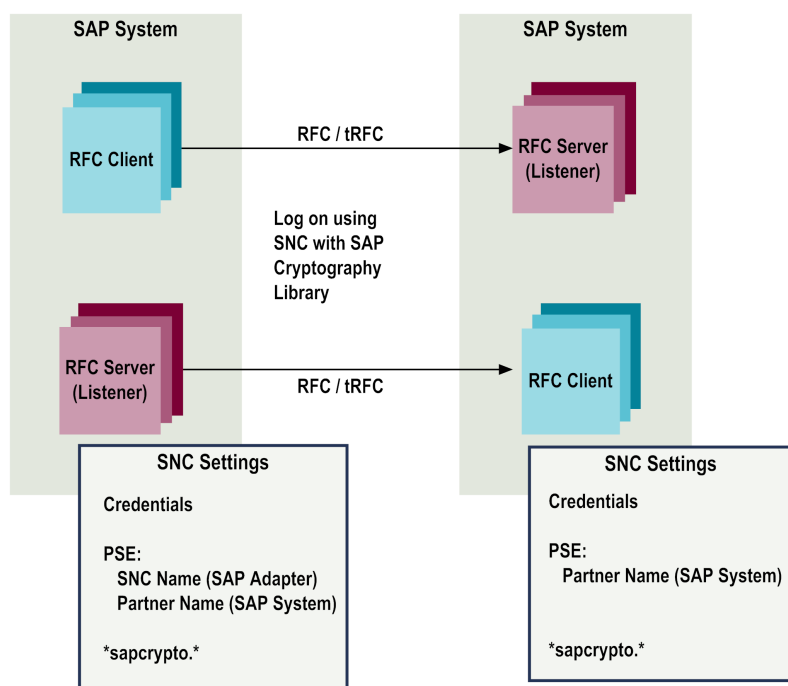 SAP System
SAP System
RFC Client
RFC / tRFC
RFC Server
(Listener)
Log on using
SNC with SAP
Cryptography
Library
RFC Server
(Listener)
RFC / tRFC
RFC Client
SNC Settings
Credentials
PSE:
SNC Name (SAP Adapter)
Partner Name (SAP System)
*sapcrypto.*
SNC Settings
Credentials
PSE:
Partner Name (SAP System)
*sapcrypto.*